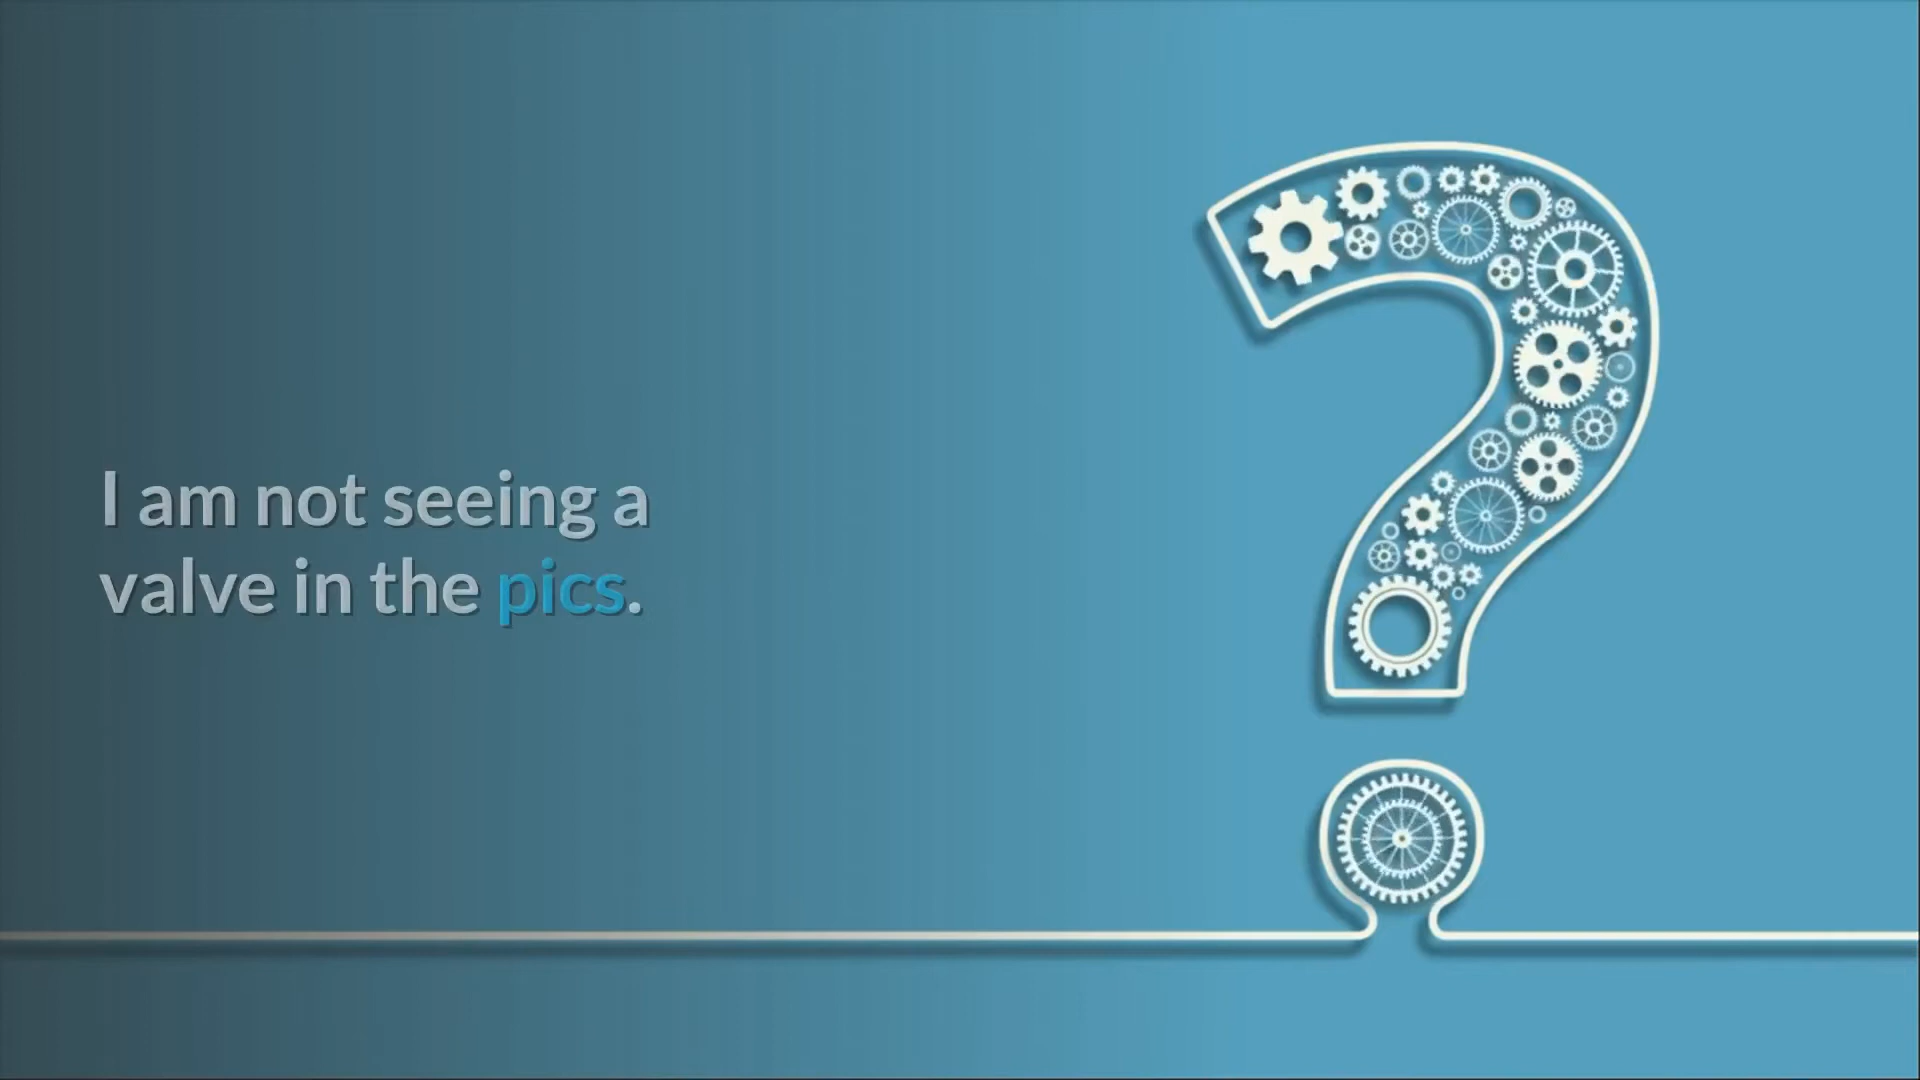 I am not seeing a
valve in the pics.